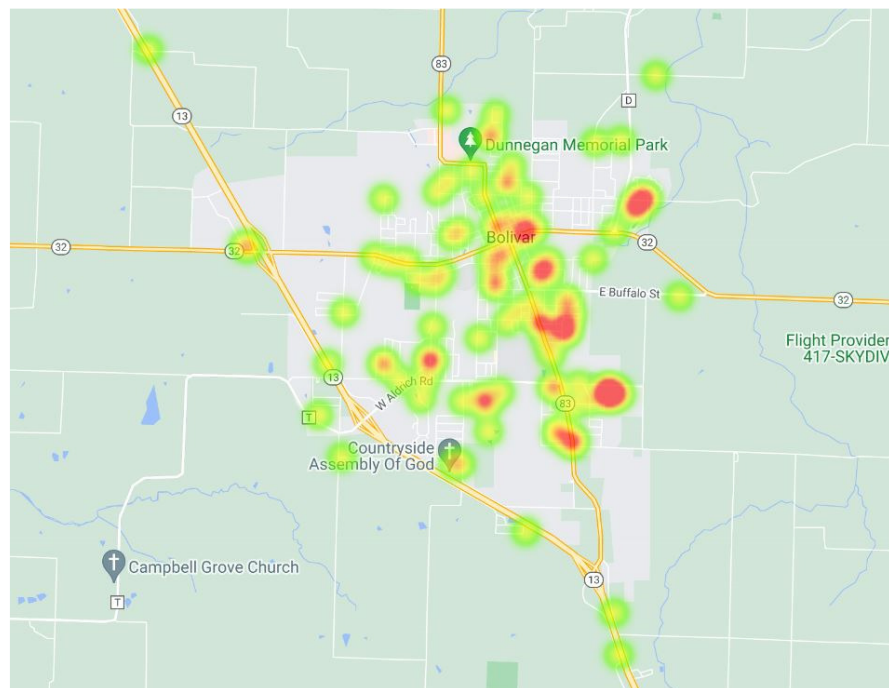 83
13
D
Dunnegan Memorial Park
32
32
Bolivar
32
E Buffalo St
32
Flight Provider
417-SKYDIV
13
W Aldrich Rd
T
83
Countryside
Assembly Of God
Campbell Grove Church
13
T